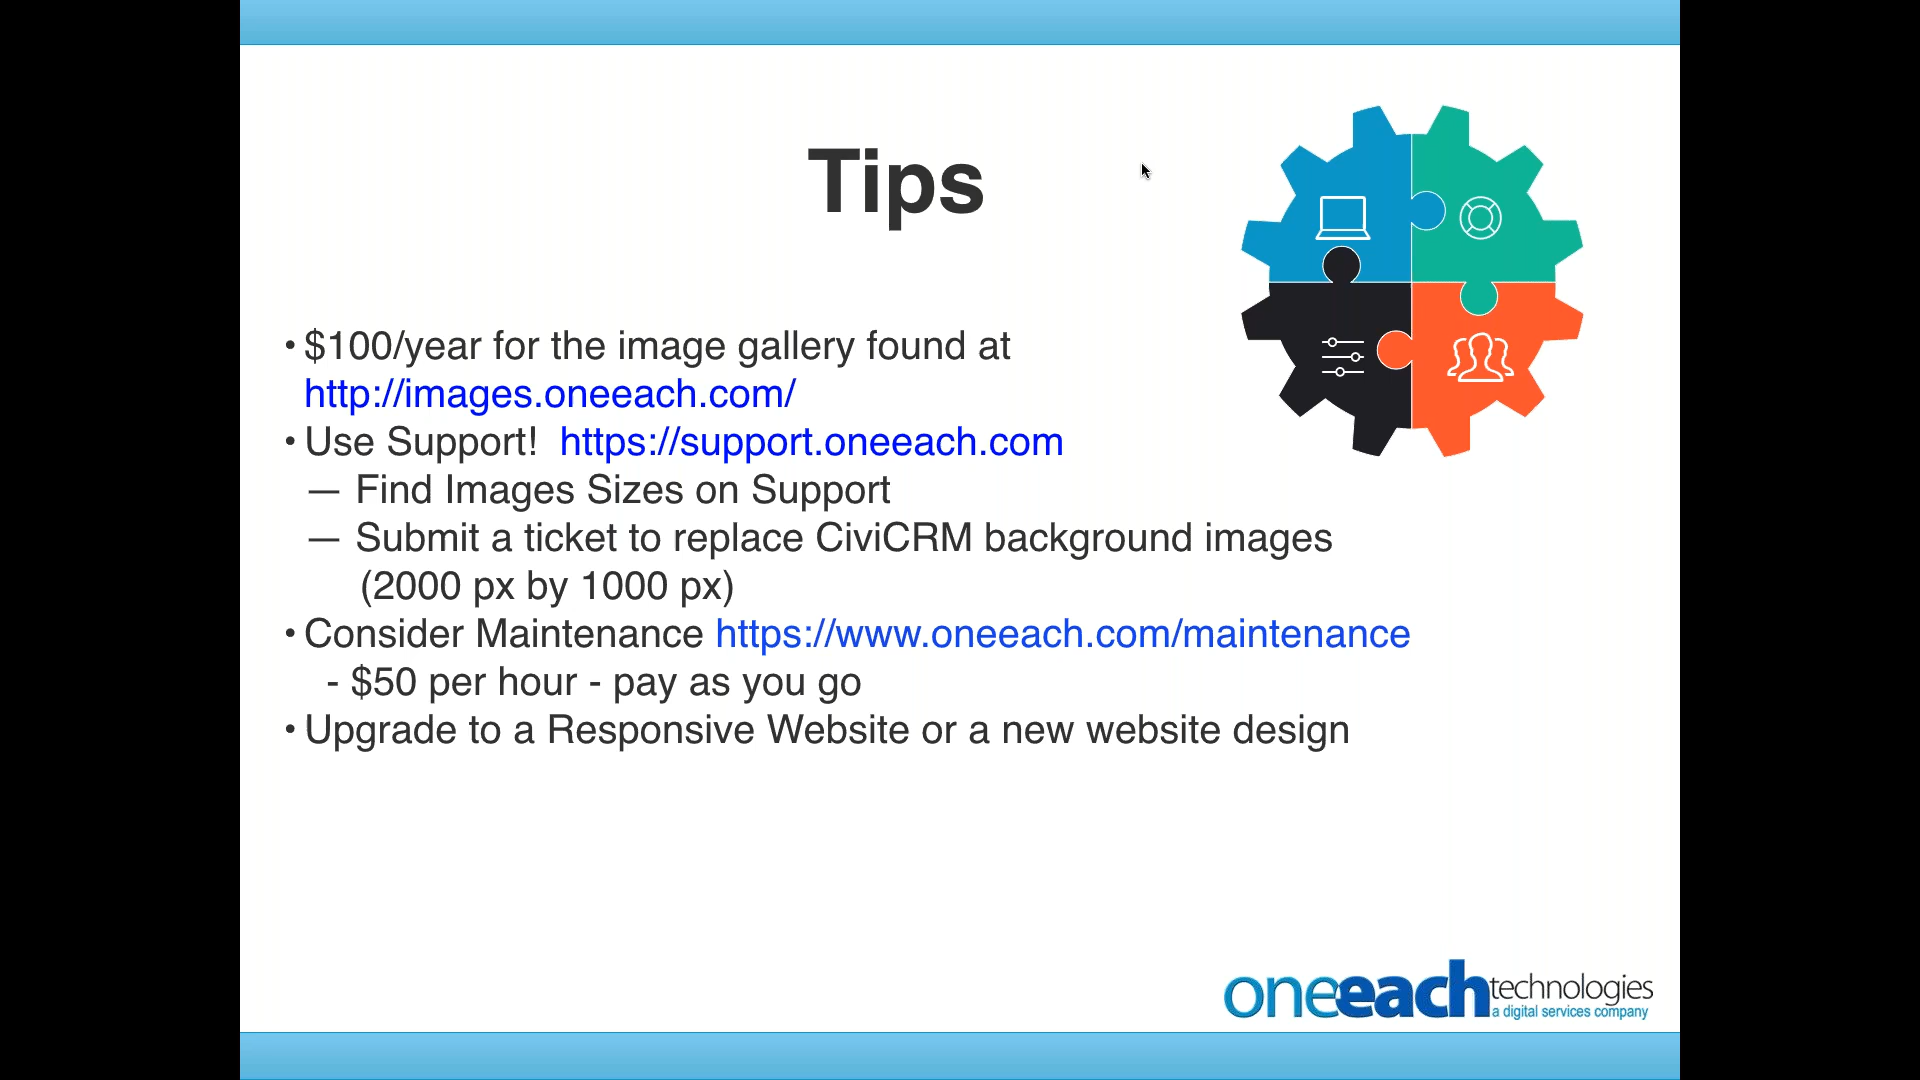 Tips
• $100/year for the image gallery found at
http://images.oneeach.com/
• Use Support!  https://support.oneeach.com
— Find Images Sizes on Support
— Submit a ticket to replace CiviCRM background images
(2000 px by 1000 px)
• Consider Maintenance https://www.oneeach.com/maintenance
- $50 per hour - pay as you go
• Upgrade to a Responsive Website or a new website design
oneeach technologies
a digital services company